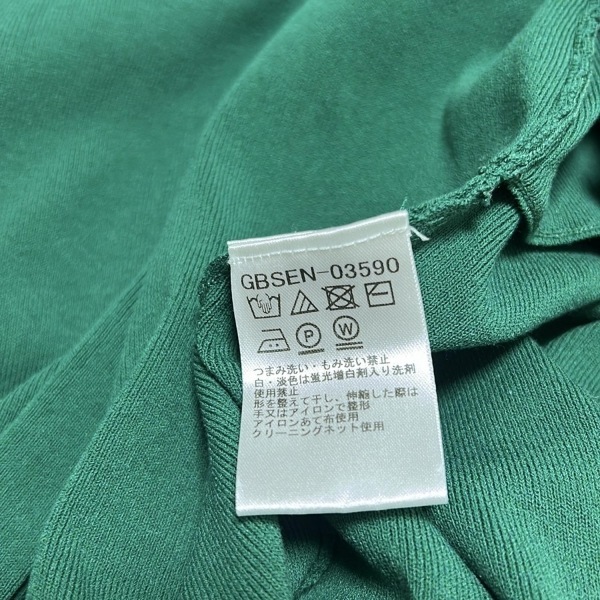 GBSEN-03590
P W
つまみ洗い・もみ洗い禁止
白・淡色は蛍光増白剤入り洗剤
使用禁止
形を整えて干し、伸縮した際は
手又はアイロンで整形
アイロンあて布使用
クリーニングネット使用